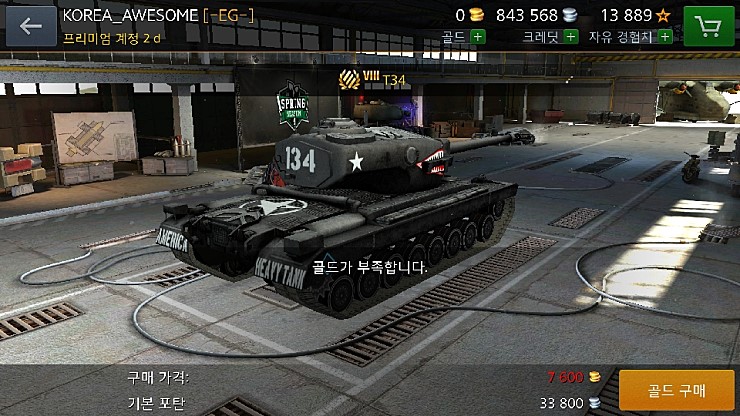 KOREA_AWESOME [-EG-]
0 843 568 13 889
프리미엄 계정 2 d
골드 크레딧 자유 경험치
VIII T34
SPRING
134
AMERICA
HEAVY TANK
골드가 부족합니다.
구매 가격: 7 600
골드 구매
기본 포탄 33 800